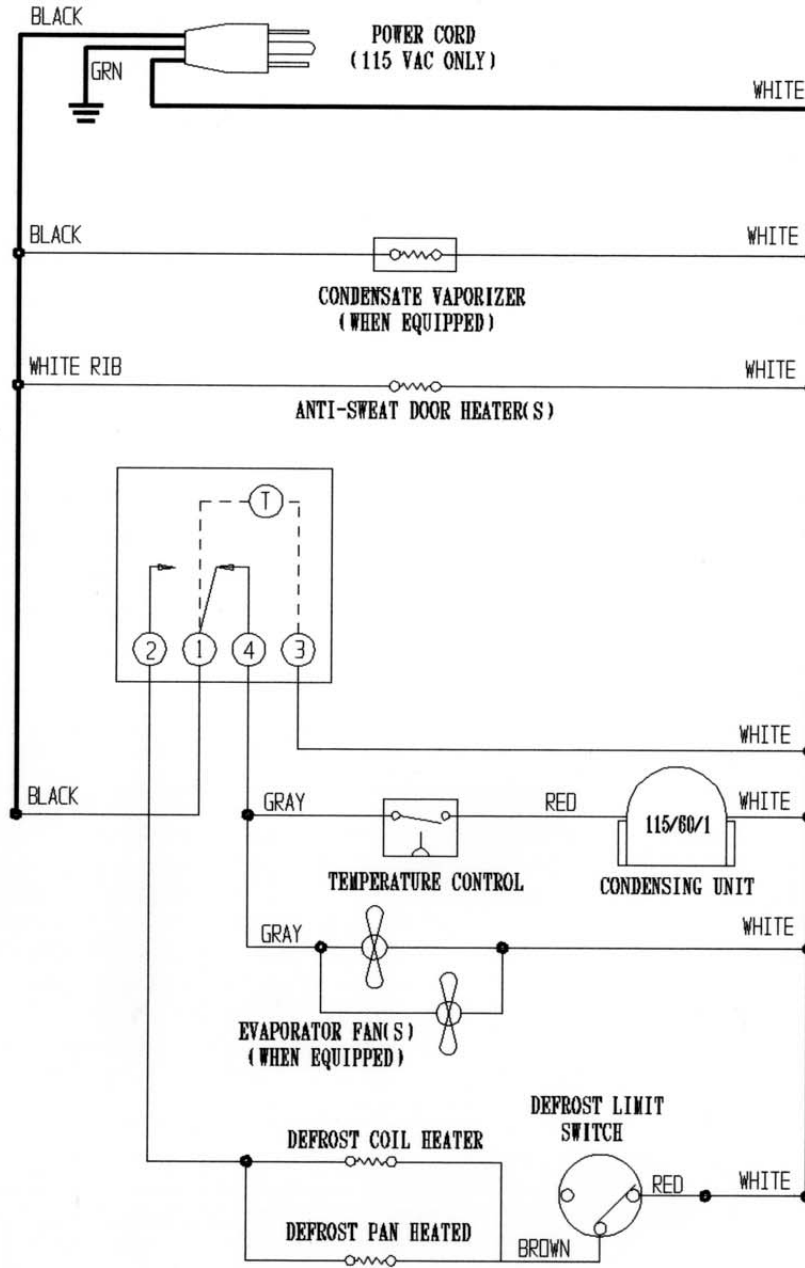 BLACK
POWER CORD
(115 VAC ONLY)
GRN
WHITE
BLACK
WHITE
CONDENSATE VAPORIZER
(WHEN EQUIPPED)
WHITE RIB
WHITE
ANTI-SWEAT DOOR HEATER(S)
T
2 1 4 3
WHITE
BLACK
GRAY
RED
WHITE
115/60/1
TEMPERATURE CONTROL
CONDENSING UNIT
GRAY
WHITE
EVAPORATOR FAN(S)
(WHEN EQUIPPED)
DEFROST LIMIT
SWITCH
DEFROST COIL HEATER
RED
WHITE
DEFROST PAN HEATED
BROWN